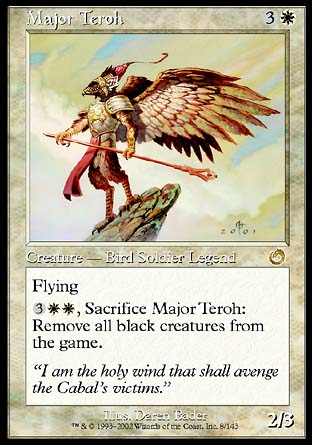 Major Teroh 3
Creature — Bird Soldier Legend
Flying
3, Sacrifice Major Teroh:
Remove all black creatures from
the game.
“I am the holy wind that shall avenge
the Cabal’s victims.”
Illus. Deren Bader
™ & © 1993–2002 Wizards of the Coast, Inc. 8/143
2/3
2001